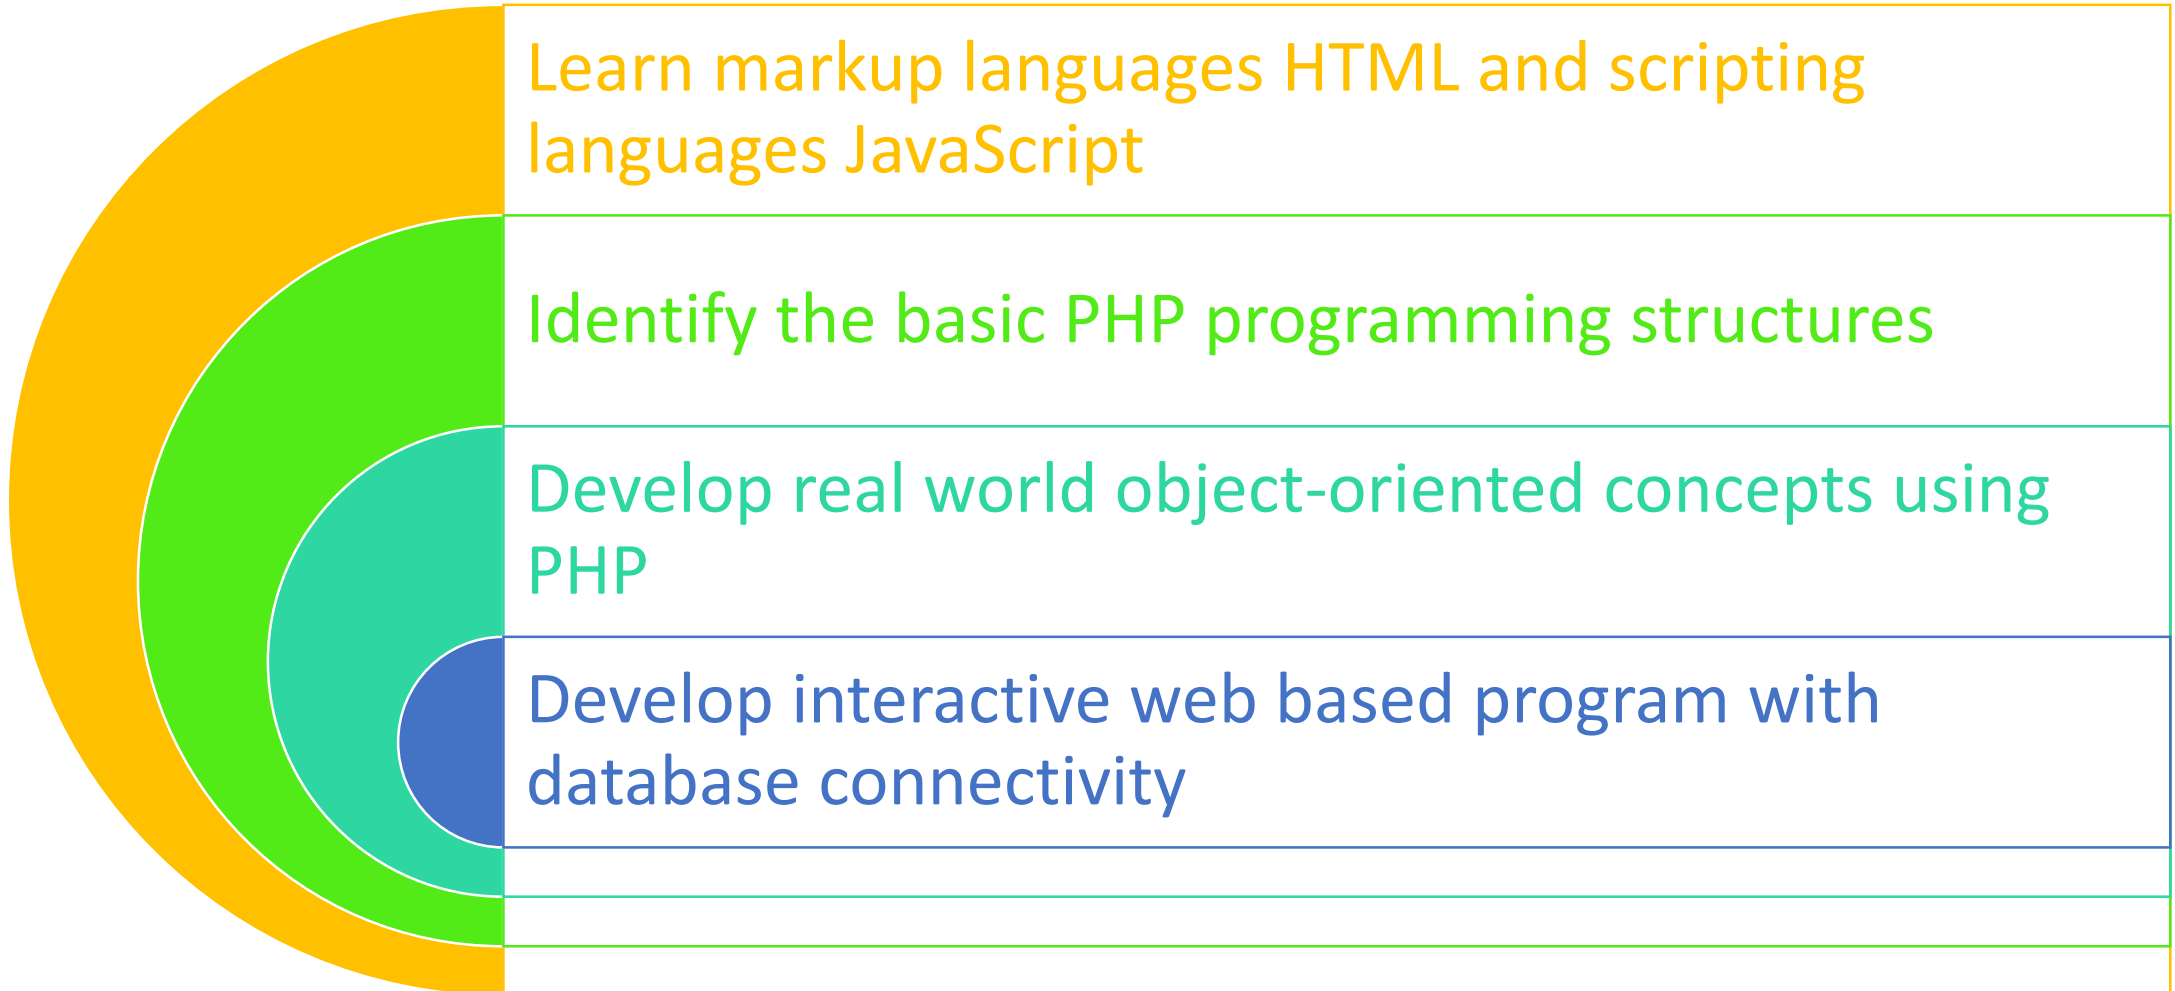 Learn markup languages HTML and scripting
languages JavaScript
Identify the basic PHP programming structures
Develop real world object-oriented concepts using
PHP
Develop interactive web based program with
database connectivity